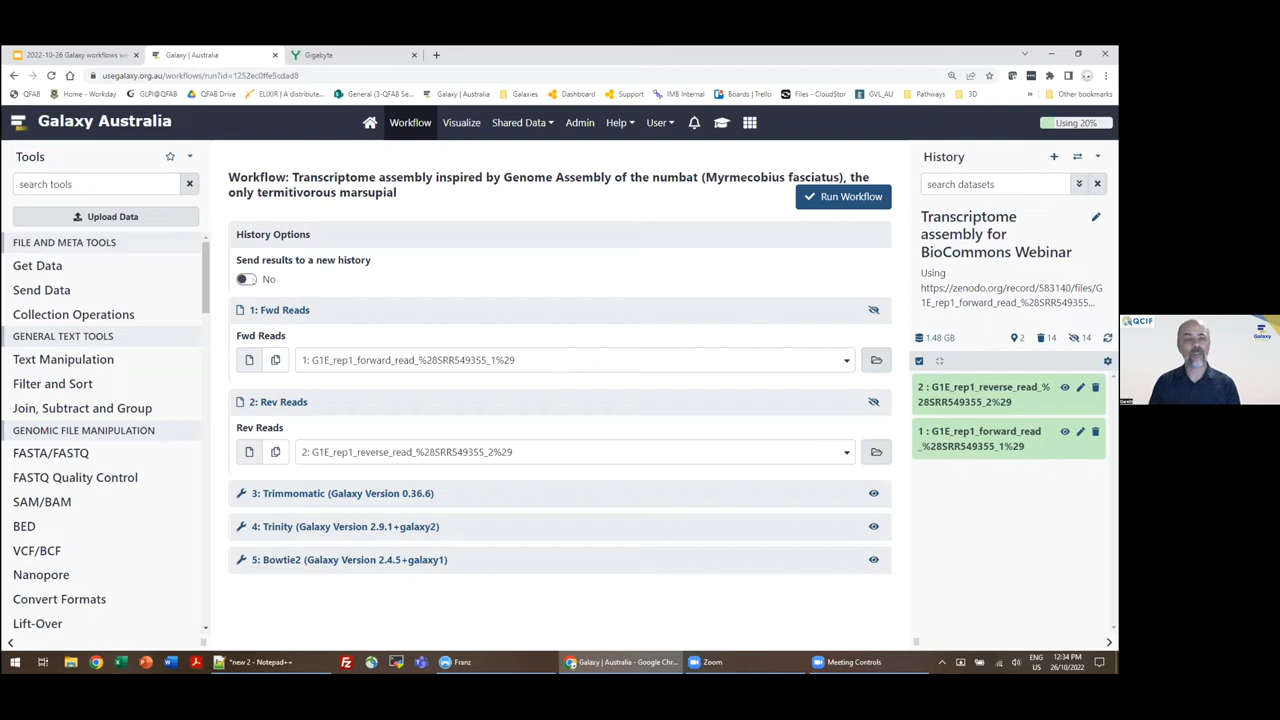 2022-10-26 Galaxy workflows w
Galaxy | Australia
Gigabyte
usegalaxy.org.au/workflows/run?id=1252ec0ffe5cdad8
QFAB
Home - Workday
GLPI@QFAB
QFAB Drive
ELIXIR | A distribute...
General (3-QFAB Se...
Galaxy | Australia
Galaxies
Dashboard
Support
IMB Internal
Boards | Trello
Files - CloudStor
GVL_AU
Pathways
3D
»
Other bookmarks
Galaxy Australia
Workflow
Visualize
Shared Data
Admin
Help
User
Using 20%
Tools
search tools
Upload Data
FILE AND META TOOLS
Get Data
Send Data
Collection Operations
GENERAL TEXT TOOLS
Text Manipulation
Filter and Sort
Join, Subtract and Group
GENOMIC FILE MANIPULATION
FASTA/FASTQ
FASTQ Quality Control
SAM/BAM
BED
VCF/BCF
Nanopore
Convert Formats
Lift-Over
Workflow: Transcriptome assembly inspired by Genome Assembly of the numbat (Myrmecobius fasciatus), the
only termitivorous marsupial
Run Workflow
History Options
Send results to a new history
No
1: Fwd Reads
Fwd Reads
1: G1E_rep1_forward_read_%28SRR549355_1%29
2: Rev Reads
Rev Reads
2: G1E_rep1_reverse_read_%28SRR549355_2%29
3: Trimmomatic (Galaxy Version 0.36.6)
4: Trinity (Galaxy Version 2.9.1+galaxy2)
5: Bowtie2 (Galaxy Version 2.4.5+galaxy1)
History
search datasets
Transcriptome
assembly for
BioCommons Webinar
Using
https://zenodo.org/record/583140/files/G
1E_rep1_forward_read_%28SRR549355...
1.48 GB
2
14
14
2 : G1E_rep1_reverse_read_%
28SRR549355_2%29
1 : G1E_rep1_forward_read
_%28SRR549355_1%29
QCIF
Galaxy
*new 2 - Notepad++
Franz
Galaxy | Australia - Google Chr...
Zoom
Meeting Controls
ENG
US
12:34 PM
26/10/2022